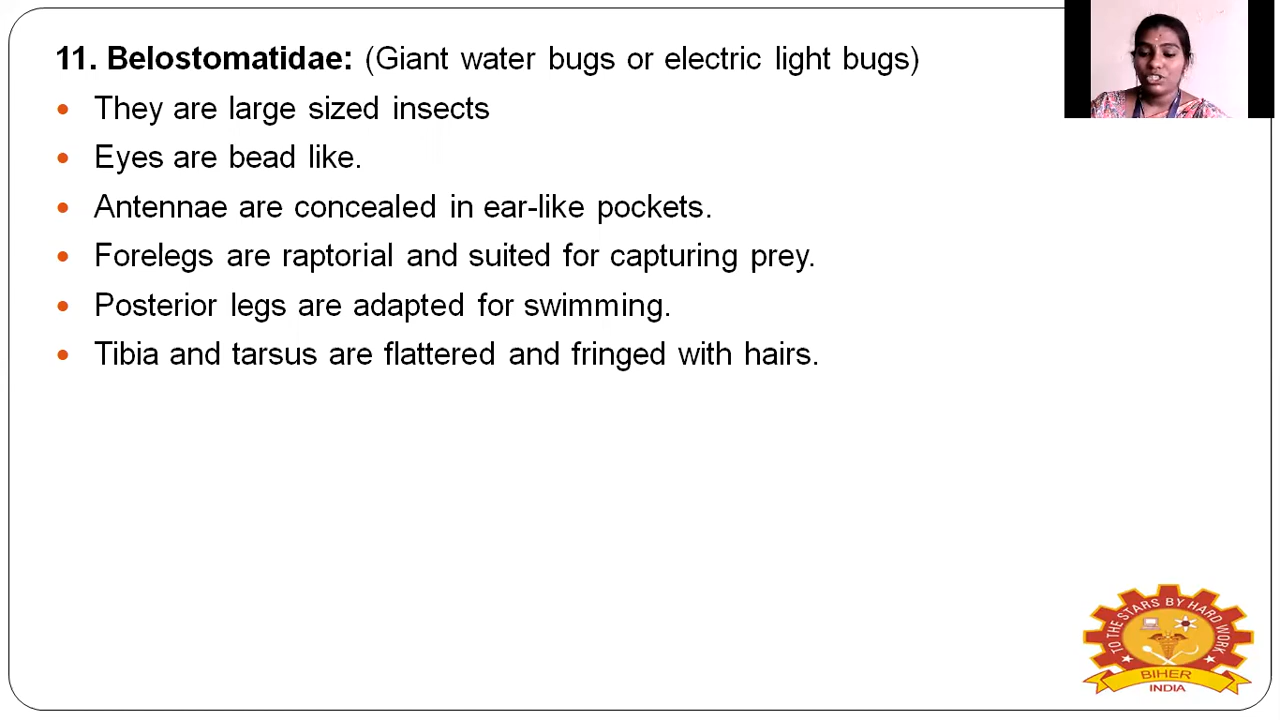 11. Belostomatidae: (Giant water bugs or electric light bugs)
• They are large sized insects
• Eyes are bead like.
• Antennae are concealed in ear-like pockets.
• Forelegs are raptorial and suited for capturing prey.
• Posterior legs are adapted for swimming.
• Tibia and tarsus are flattered and fringed with hairs.
TO THE STARS BY HARD WORK
BIHER
INDIA